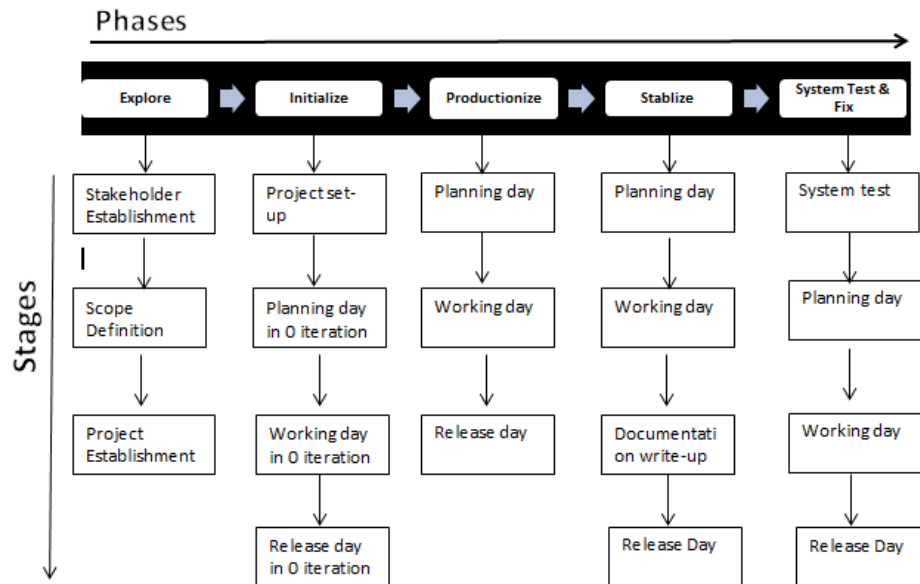 Phases
Explore
Initialize
Productionize
Stablize
System Test &
Fix
Stages
Stakeholder
Establishment
Project set-
up
Planning day
Planning day
System test
Scope
Definition
Planning day
in 0 iteration
Working day
Working day
Planning day
Project
Establishment
Working day
in 0 iteration
Release day
Documentati
on write-up
Working day
Release day
in 0 iteration
Release Day
Release Day